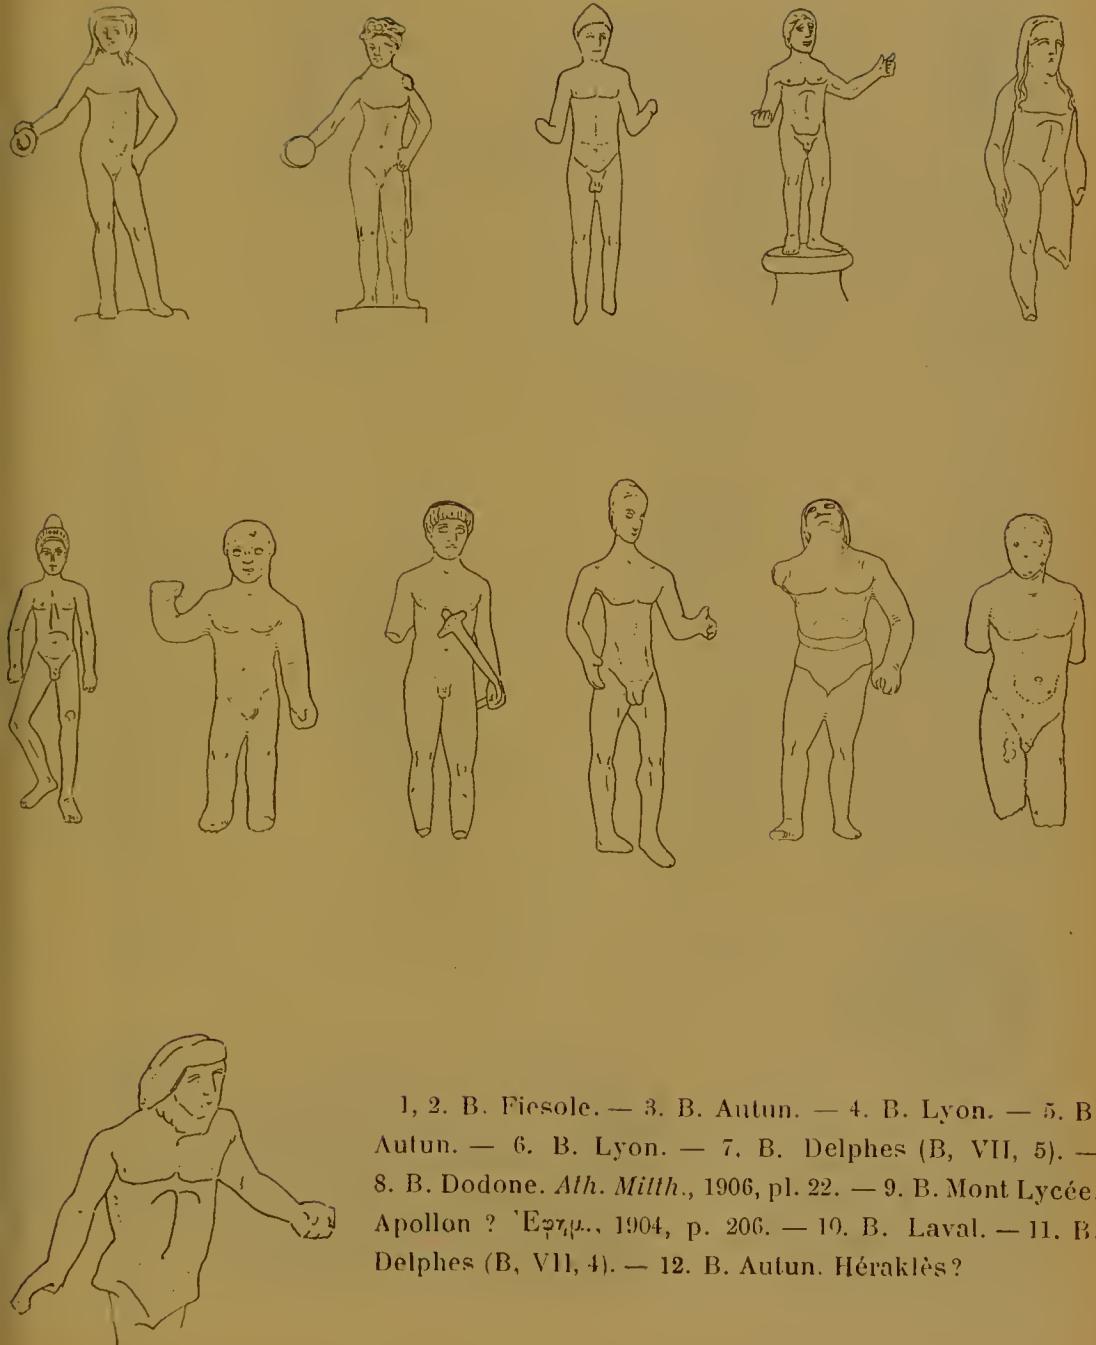 1, 2. B. Fiesole. — 3. B. Autun. — 4. B. Lyon. — 5. B
Autun. — 6. B. Lyon. — 7. B. Delphes (B, VII, 5). —
8. B. Dodone. Ath. Mitth., 1906, pl. 22. — 9. B. Mont Lycée.
Apollon ? Ἐφημ., 1904, p. 206. — 10. B. Laval. — 11. B.
Delphes (B, VII, 4). — 12. B. Autun. Héraklès?